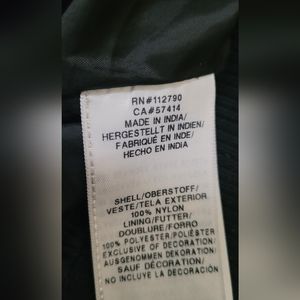 RN#112790
CA#57414
MADE IN INDIA/
HERGESTELLT IN INDIEN/
FABRIQUÉ EN INDE/
HECHO EN INDIA
SHELL/OBERSTOFF/
VESTE/TELA EXTERIOR
100% NYLON
LINING/FUTTER/
DOUBLURE/FORRO
100% POLYESTER/POLIÉSTER
EXCLUSIVE OF DECORATION/
AUSGENOMMEN DEKORATION/
SAUF DÉCORATION/
NO INCLUYE LA DECORACIÓN